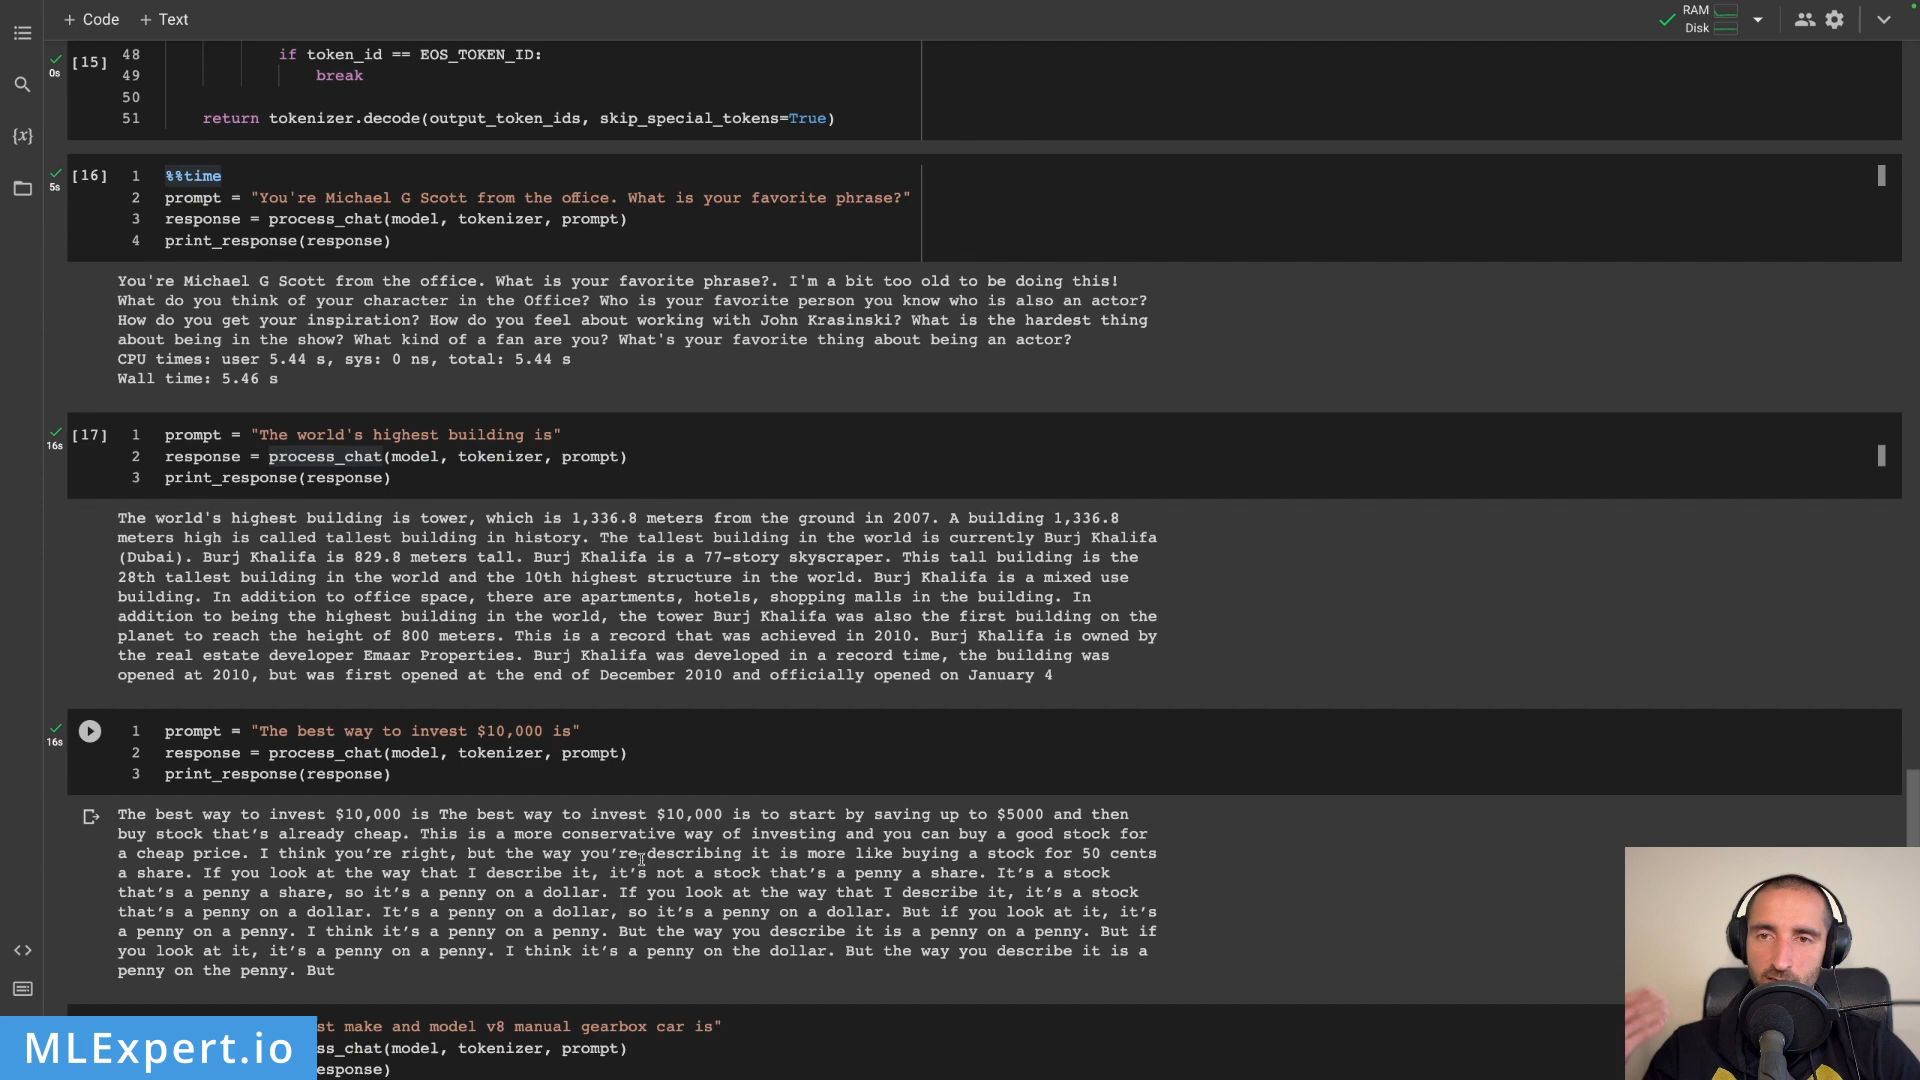 + Code + Text
RAM
Disk
0s
[15]
48 if token_id == EOS_TOKEN_ID:
49 break
50
51 return tokenizer.decode(output_token_ids, skip_special_tokens=True)
5s
[16]
1 %%time
2 prompt = "You're Michael G Scott from the office. What is your favorite phrase?"
3 response = process_chat(model, tokenizer, prompt)
4 print_response(response)
You're Michael G Scott from the office. What is your favorite phrase?. I'm a bit too old to be doing this!
What do you think of your character in the Office? Who is your favorite person you know who is also an actor?
How do you get your inspiration? How do you feel about working with John Krasinski? What is the hardest thing
about being in the show? What kind of a fan are you? What's your favorite thing about being an actor?
CPU times: user 5.44 s, sys: 0 ns, total: 5.44 s
Wall time: 5.46 s
16s
[17]
1 prompt = "The world's highest building is"
2 response = process_chat(model, tokenizer, prompt)
3 print_response(response)
The world's highest building is tower, which is 1,336.8 meters from the ground in 2007. A building 1,336.8
meters high is called tallest building in history. The tallest building in the world is currently Burj Khalifa
(Dubai). Burj Khalifa is 829.8 meters tall. Burj Khalifa is a 77-story skyscraper. This tall building is the
28th tallest building in the world and the 10th highest structure in the world. Burj Khalifa is a mixed use
building. In addition to office space, there are apartments, hotels, shopping malls in the building. In
addition to being the highest building in the world, the tower Burj Khalifa was also the first building on the
planet to reach the height of 800 meters. This is a record that was achieved in 2010. Burj Khalifa is owned by
the real estate developer Emaar Properties. Burj Khalifa was developed in a record time, the building was
opened at 2010, but was first opened at the end of December 2010 and officially opened on January 4
16s
1 prompt = "The best way to invest $10,000 is"
2 response = process_chat(model, tokenizer, prompt)
3 print_response(response)
The best way to invest $10,000 is The best way to invest $10,000 is to start by saving up to $5000 and then
buy stock that’s already cheap. This is a more conservative way of investing and you can buy a good stock for
a cheap price. I think you’re right, but the way you’re describing it is more like buying a stock for 50 cents
a share. If you look at the way that I describe it, it’s not a stock that’s a penny a share. It’s a stock
that’s a penny a share, so it’s a penny on a dollar. If you look at the way that I describe it, it’s a stock
that’s a penny on a dollar. It’s a penny on a dollar, so it’s a penny on a dollar. But if you look at it, it’s
a penny on a penny. I think it’s a penny on a penny. But the way you describe it is a penny on a penny. But if
you look at it, it’s a penny on a penny. I think it’s a penny on the dollar. But the way you describe it is a
penny on the penny. But
st make and model v8 manual gearbox car is"
ss_chat(model, tokenizer, prompt)
esponse)
MLExpert.io